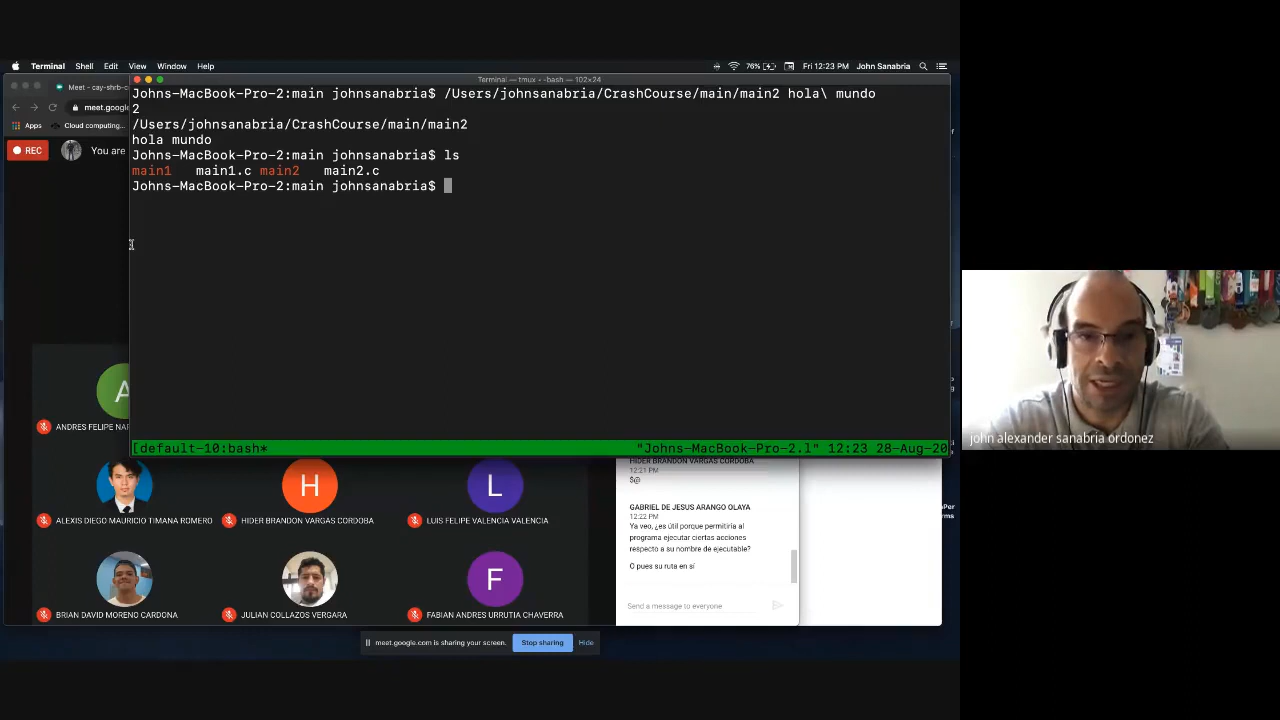 Terminal Shell Edit View Window Help
76% Fri 12:23 PM John Sanabria
Terminal — tmux - -bash — 102×24
Meet - cay-shrb-c
meet.google
Apps Cloud computing...
REC You are
Johns-MacBook-Pro-2:main johnsanabria$ /Users/johnsanabria/CrashCourse/main/main2 hola\ mundo
2
/Users/johnsanabria/CrashCourse/main/main2
hola mundo
Johns-MacBook-Pro-2:main johnsanabria$ ls
main1 main1.c main2 main2.c
Johns-MacBook-Pro-2:main johnsanabria$
[default-10:bash* "Johns-MacBook-Pro-2.l" 12:23 28-Aug-20
A
ANDRES FELIPE NAR
ALEXIS DIEGO MAURICIO TIMANA ROMERO
H
HIDER BRANDON VARGAS CORDOBA
L
LUIS FELIPE VALENCIA VALENCIA
BRIAN DAVID MORENO CARDONA
JULIAN COLLAZOS VERGARA
F
FABIAN ANDRES URRUTIA CHAVERRA
HIDER BRANDON VARGAS CORDOBA
12:21 PM
$@
GABRIEL DE JESUS ARANGO OLAYA
12:22 PM
Ya veo, ¿es útil porque permitiría al
programa ejecutar ciertas acciones
respecto a su nombre de ejecutable?
O pues su ruta en sí
Send a message to everyone
meet.google.com is sharing your screen. Stop sharing Hide
john alexander sanabria ordonez